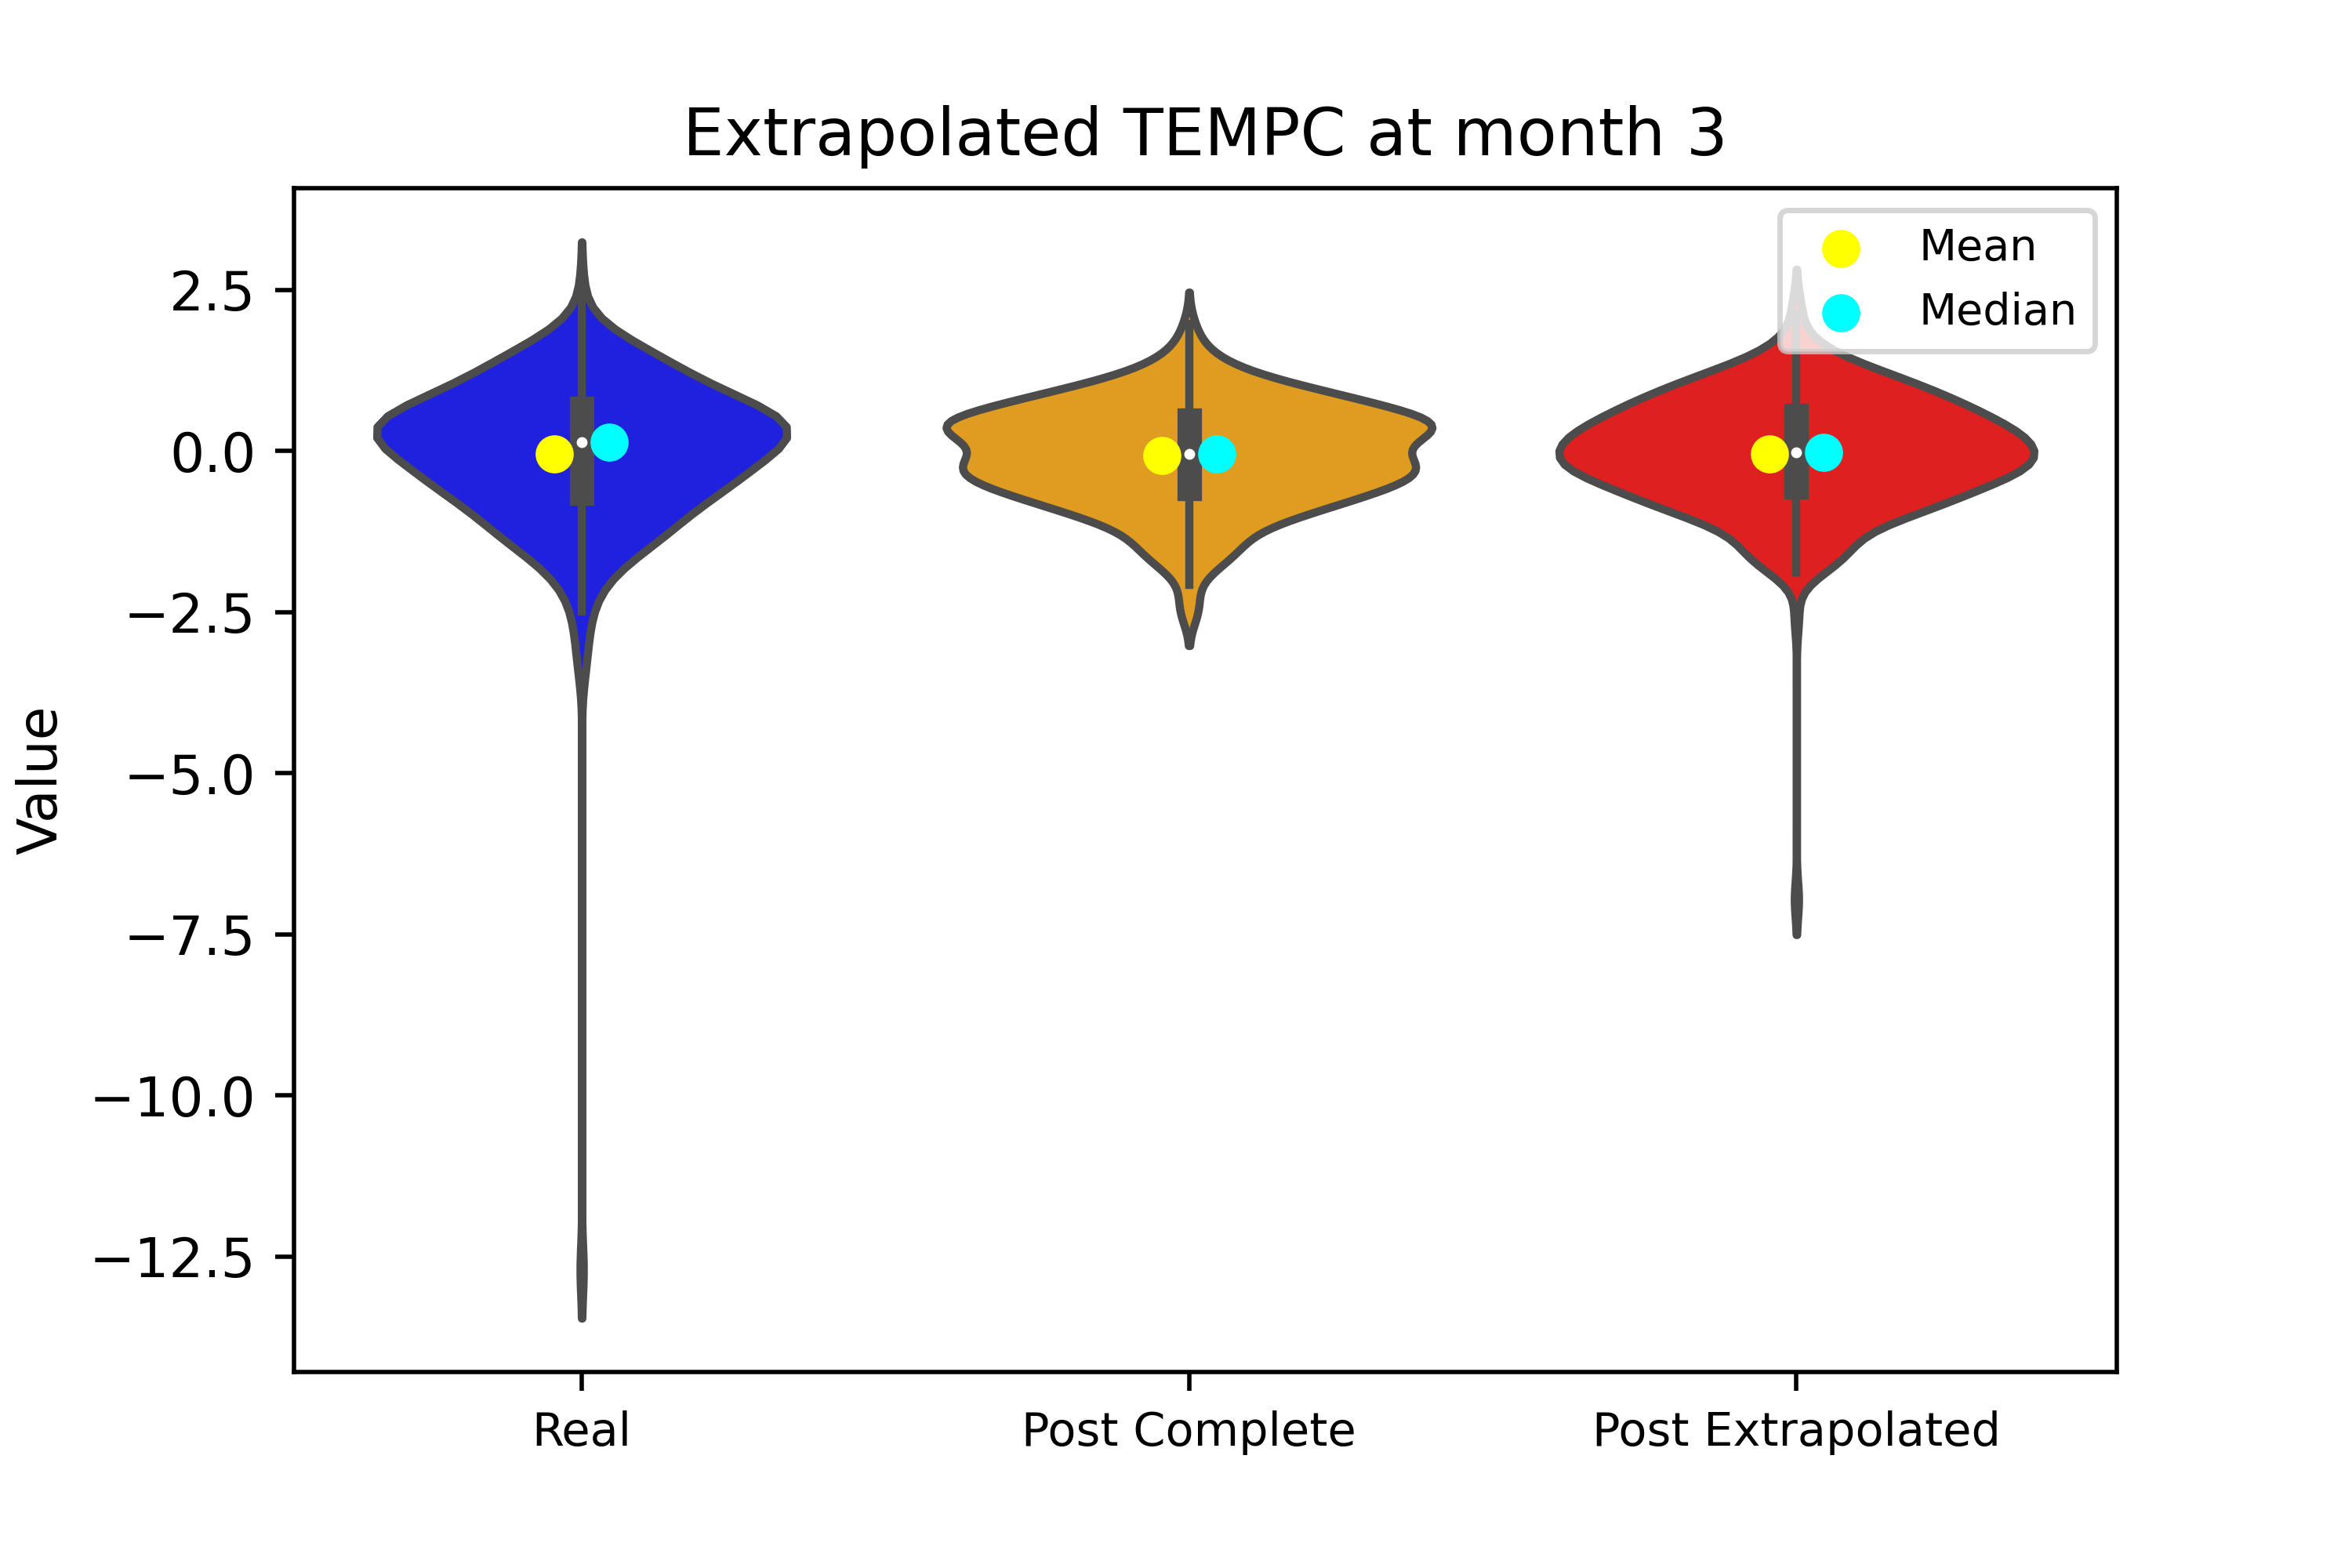 Extrapolated TEMPC at month 3
Mean
Median
2.5
0.0
−2.5
−5.0
−7.5
−10.0
−12.5
Value
Real
Post Complete
Post Extrapolated